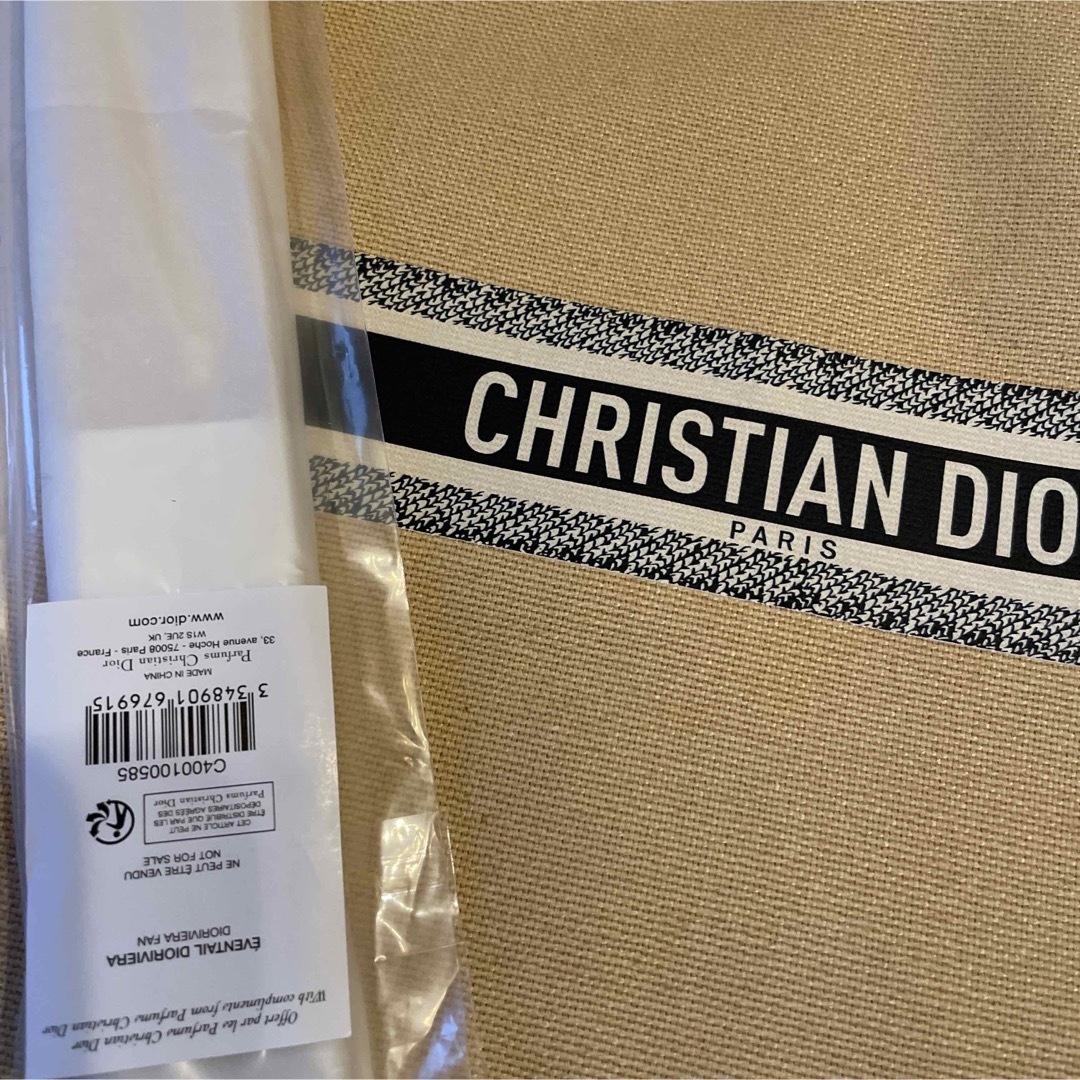 CHRISTIAN DIO
PARIS
Offert par les Parfums Christian Dior
With compliments from Parfums Christian Dior
ÉVENTAIL DIORIVIERA
DIORIVIERA FAN
NE PEUT ÊTRE VENDU
NOT FOR SALE
CET ARTICLE NE PEUT
ÊTRE DISTRIBUÉ QUE PAR LES
DÉPOSITAIRES AGRÉÉS DES
Parfums Christian Dior
C400100585
3 348901 676915
MADE IN CHINA
Parfums Christian Dior
33, avenue Hoche - 75008 Paris - France
W1S 2UE, UK
www.dior.com